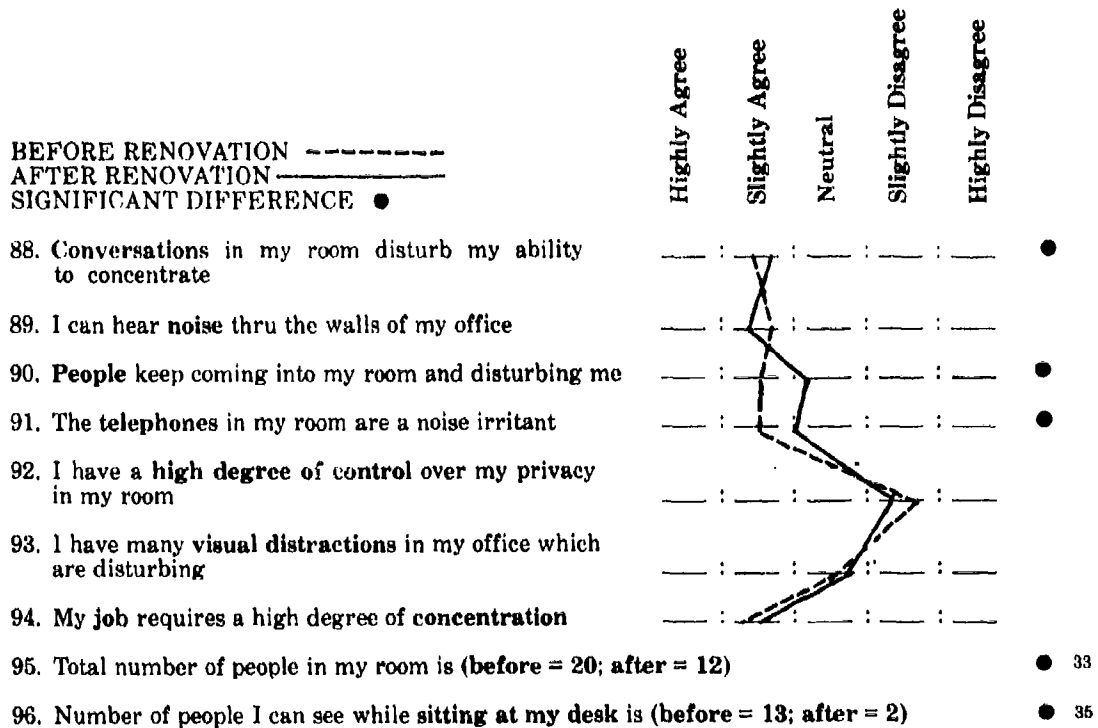 Highly Agree
Slightly Agree
Neutral
Slightly Disagree
Highly Disagree
BEFORE RENOVATION
AFTER RENOVATION
SIGNIFICANT DIFFERENCE ●
88. Conversations in my room disturb my ability
to concentrate
89. I can hear noise thru the walls of my office
90. People keep coming into my room and disturbing me
91. The telephones in my room are a noise irritant
92. I have a high degree of control over my privacy
in my room
93. I have many visual distractions in my office which
are disturbing
94. My job requires a high degree of concentration
95. Total number of people in my room is (before = 20; after = 12) ● 33
96. Number of people I can see while sitting at my desk is (before = 13; after = 2) ● 35